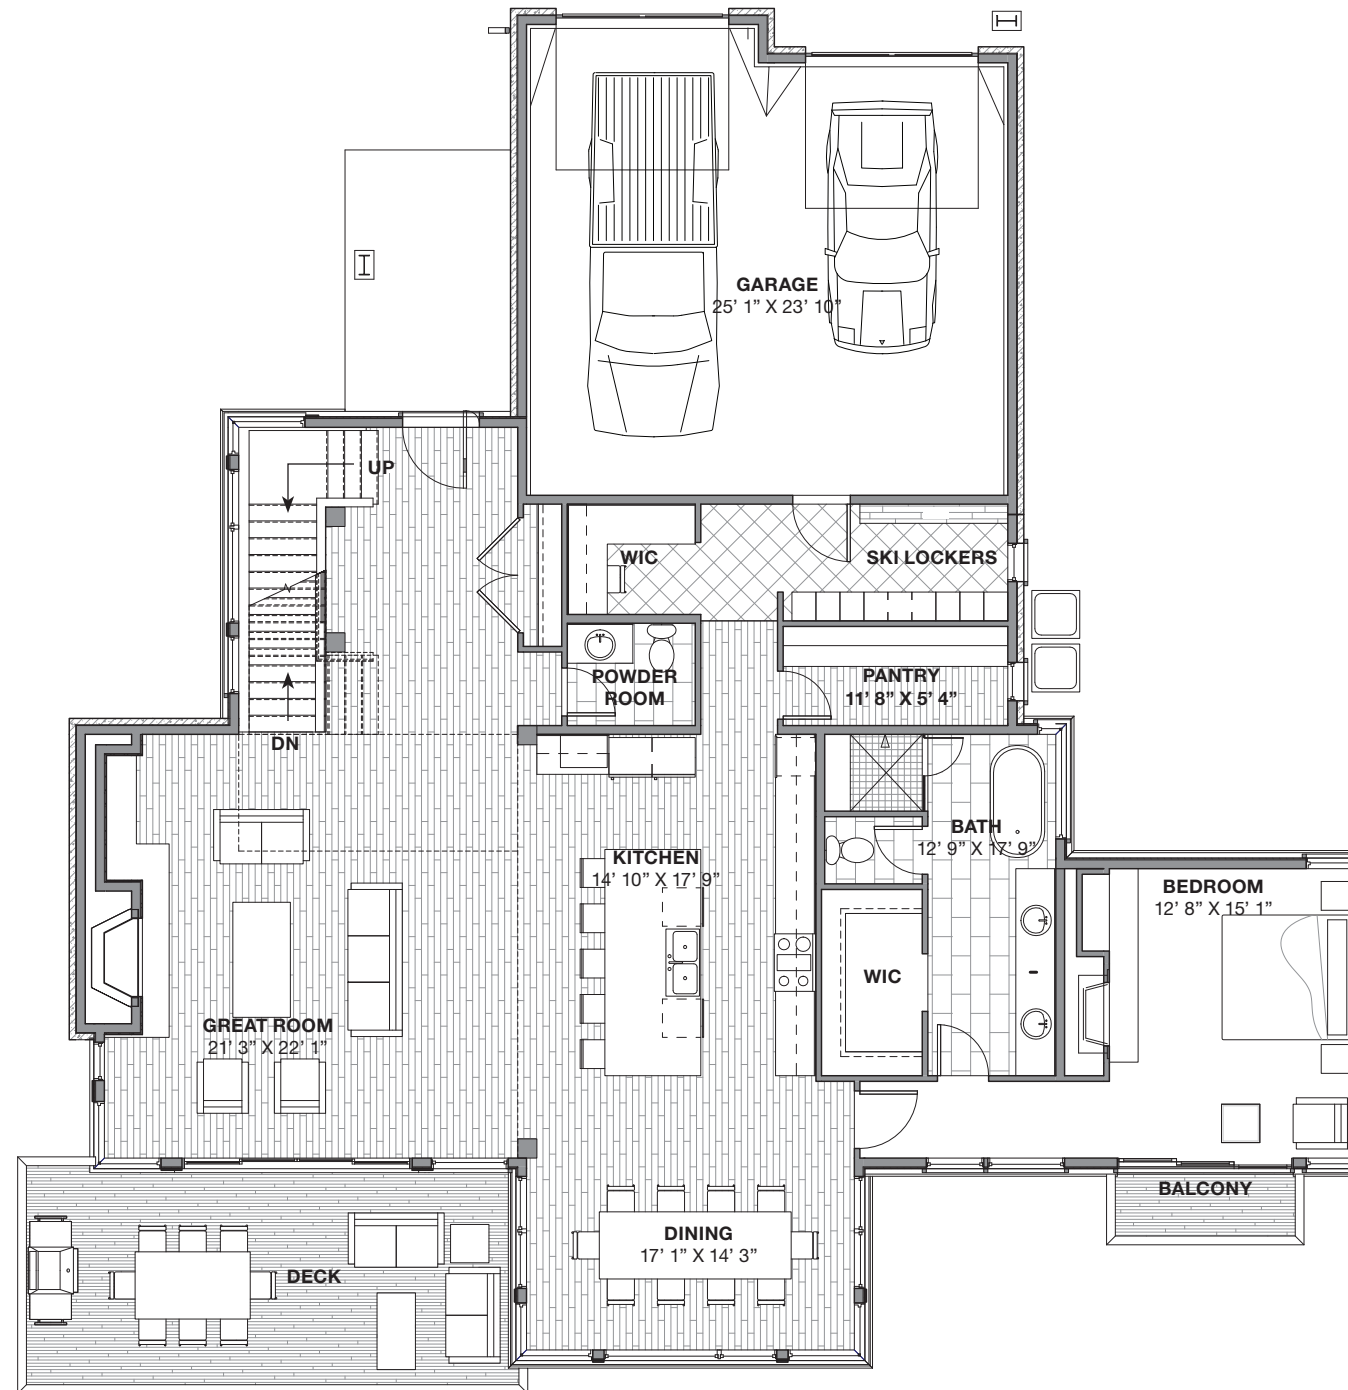 GARAGE
25’ 1” X 23’ 10”
UP
WIC
SKI LOCKERS
POWDER
ROOM
PANTRY
11’ 8” X 5’ 4”
DN
BATH
12’ 9” X 17’ 9”
KITCHEN
14’ 10” X 17’ 9”
BEDROOM
12’ 8” X 15’ 1”
WIC
GREAT ROOM
21’ 3” X 22’ 1”
BALCONY
DINING
17’ 1” X 14’ 3”
DECK